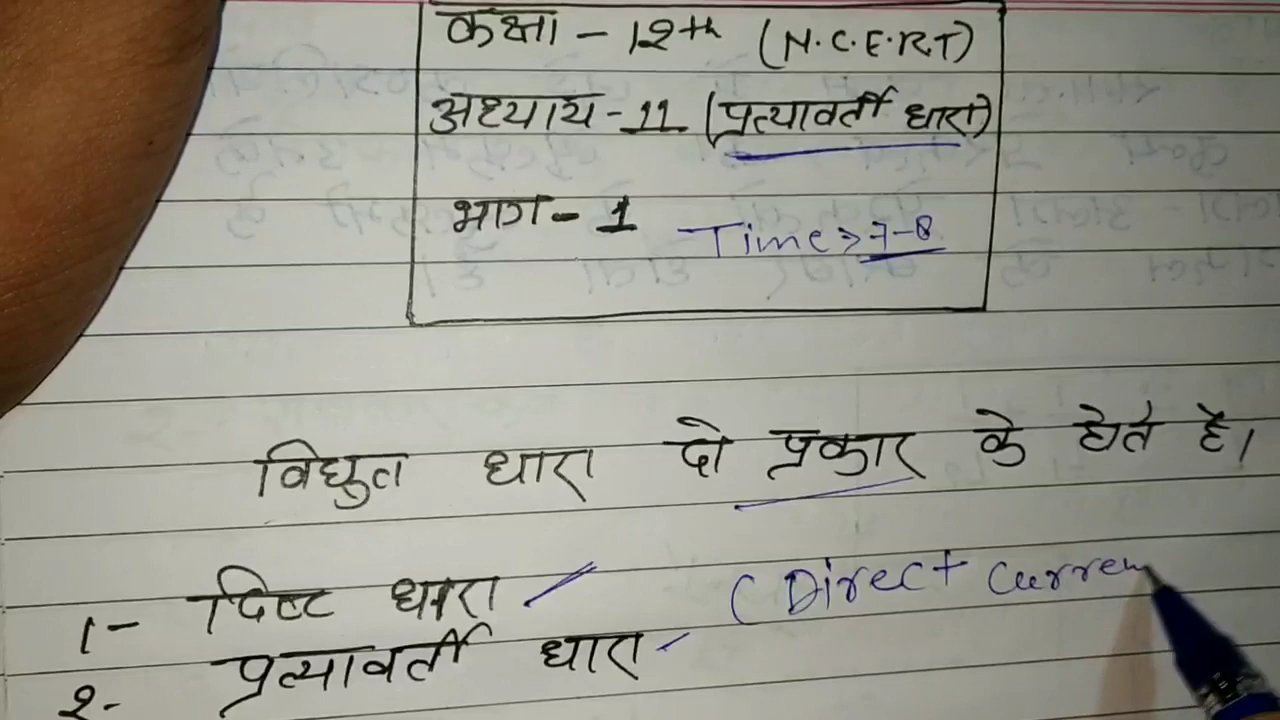 कक्षा - 12th (N.C.E.R.T)
अध्याय - 11 (प्रत्यावर्ती धारा)
भाग - 1 Time > 7-8
विधुत धारा दो प्रकार के होते है।
1- दिष्ट धारा (Direct Curren
2- प्रत्यावर्ती धारा